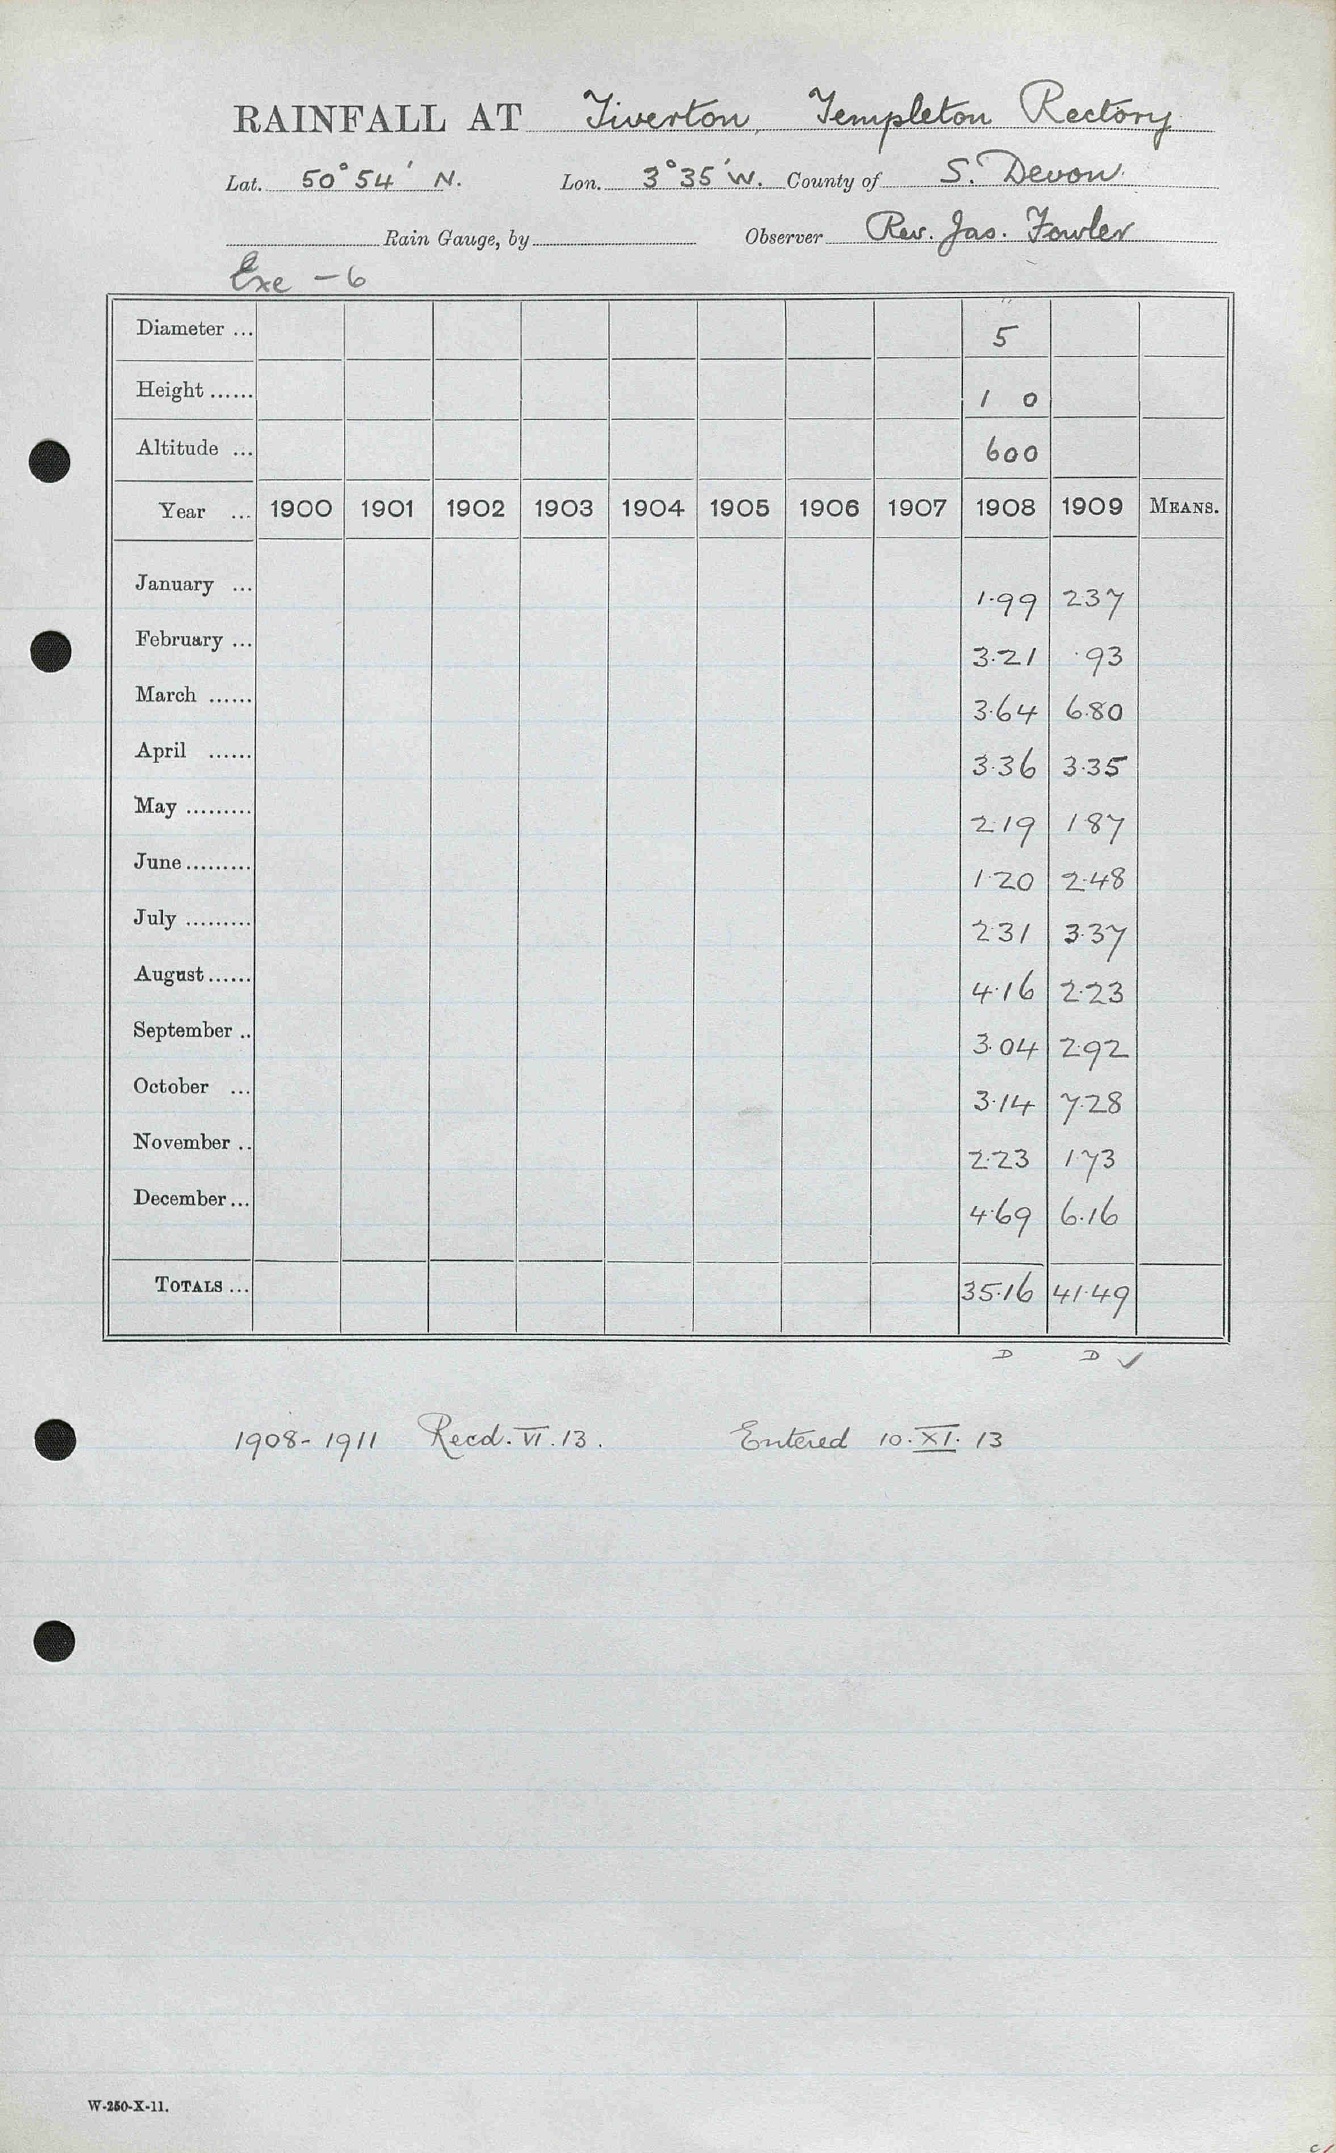 RAINFALL AT Tiverton, Templeton Rectory
Lat. 50° 54' N. Lon. 3° 35' W. County of S. Devon.
Rain Gauge, by Observer Rev. Jas. Fowler
Exe - 6
Diameter ... 5"
Height ...... 1 0
Altitude ... 600
Year ... 1900 1901 1902 1903 1904 1905 1906 1907 1908 1909 MEANS.
January ... 1.99 2 37
February ... 3.21 .93
March ...... 3.64 6.80
April ...... 3.36 3.35
May ......... 2.19 1.87
June ......... 1.20 2.48
July ......... 2.31 3.37
August ...... 4.16 2.23
September .. 3.04 2.92
October ... 3.14 7.28
November .. 2.23 1.73
December ... 4.69 6.16
TOTALS ... 35.16 41.49
D D ✓
1908-1911 Recd. VI. 13. Entered 10. XI. 13
W-250-X-11.